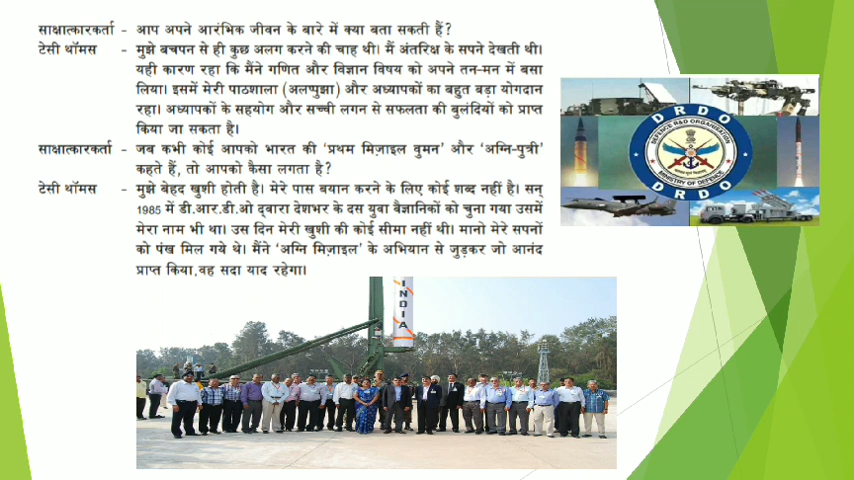 साक्षात्कारकर्ता - आप अपने आरंभिक जीवन के बारे में क्या बता सकती हैं?
टेसी थॉमस - मुझे बचपन से ही कुछ अलग करने की चाह थी। मैं अंतरिक्ष के सपने देखती थी।
यही कारण रहा कि मैंने गणित और विज्ञान विषय को अपने तन-मन में बसा
लिया। इसमें मेरी पाठशाला (अलप्पुझा) और अध्यापकों का बहुत बड़ा योगदान
रहा। अध्यापकों के सहयोग और सच्ची लगन से सफलता की बुलंदियों को प्राप्त
किया जा सकता है।
साक्षात्कारकर्ता - जब कभी कोई आपको भारत की 'प्रथम मिज़ाइल वुमन' और 'अग्नि-पुत्री'
कहते हैं, तो आपको कैसा लगता है?
टेसी थॉमस - मुझे बेहद खुशी होती है। मेरे पास बयान करने के लिए कोई शब्द नहीं है। सन्
1985 में डी.आर.डी.ओ द्वारा देशभर के दस युवा वैज्ञानिकों को चुना गया उसमें
मेरा नाम भी था। उस दिन मेरी खुशी की कोई सीमा नहीं थी। मानो मेरे सपनों
को पंख मिल गये थे। मैंने 'अग्नि मिज़ाइल' के अभियान से जुड़कर जो आनंद
प्राप्त किया,वह सदा याद रहेगा।
DRDO
DEFENCE R&D ORGANISATION
MINISTRY OF DEFENCE
DRDO
INDIA